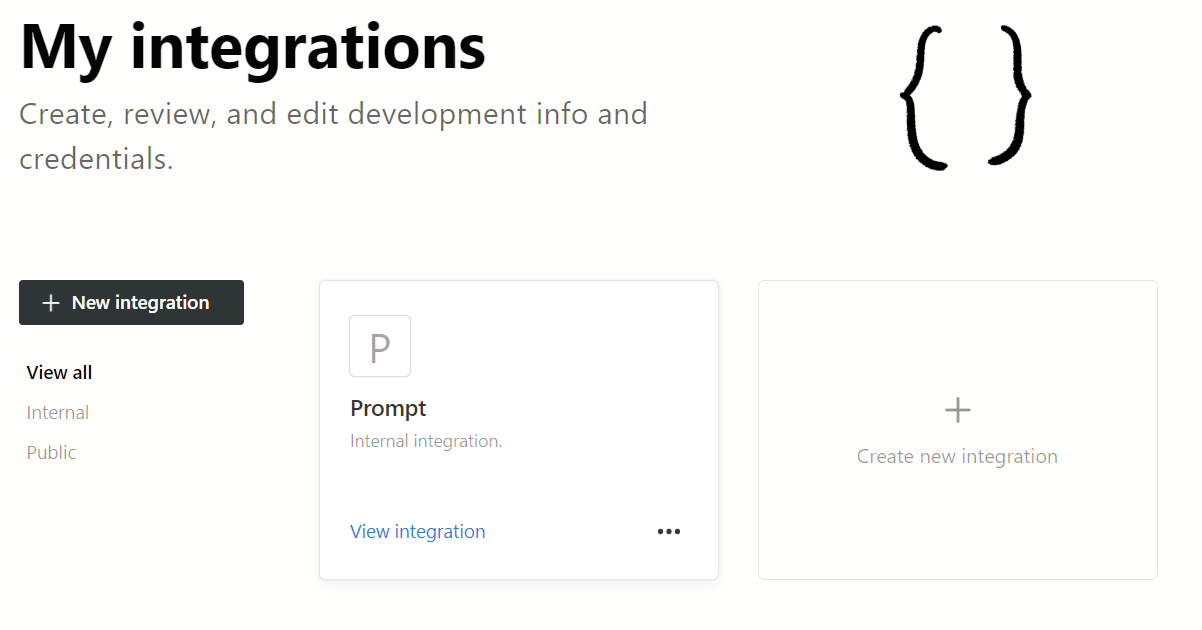 My integrations
Create, review, and edit development info and
credentials.
New integration
View all
Internal
Public
P
Prompt
Internal integration.
View integration
Create new integration